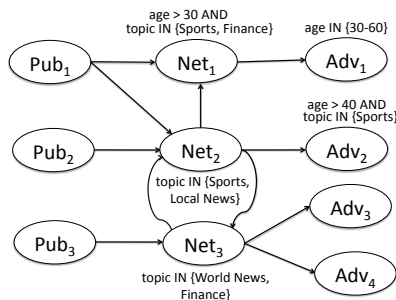 age > 30 AND
topic IN {Sports, Finance}
age IN {30-60}
Pub1
Net1
Adv1
age > 40 AND
topic IN {Sports}
Pub2
Net2
Adv2
topic IN {Sports,
Local News}
Adv3
Pub3
Net3
Adv4
topic IN {World News,
Finance}